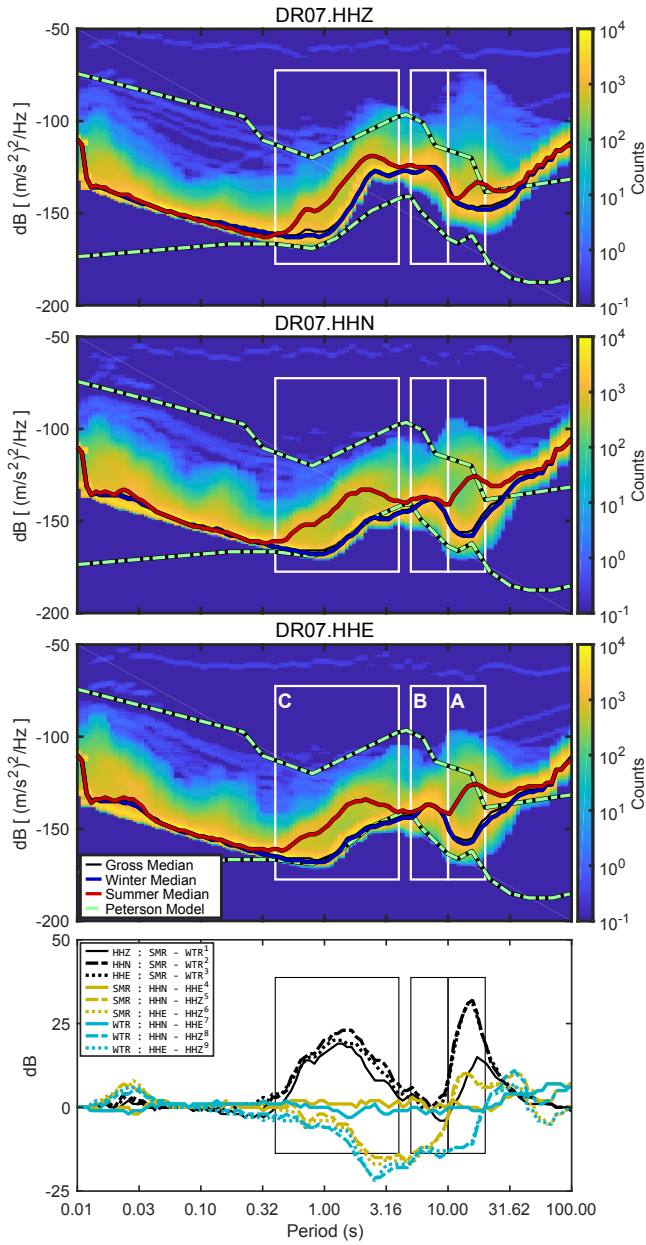 DR07.HHZ
-50
-100
-150
-200
dB [ (m/s²)²/Hz]
10⁴
10³
10²
10¹
10⁰
10⁻¹
Counts
DR07.HHN
-50
-100
-150
-200
dB [ (m/s²)²/Hz]
10⁴
10³
10²
10¹
10⁰
10⁻¹
Counts
DR07.HHE
-50
-100
-150
-200
dB [ (m/s²)²/Hz]
C
B
A
Gross Median
Winter Median
Summer Median
Peterson Model
10⁴
10³
10²
10¹
10⁰
10⁻¹
Counts
50
25
0
-25
dB
HHZ : SMR - WTR¹
HHN : SMR - WTR²
HHE : SMR - WTR³
SMR : HHN - HHE⁴
SMR : HHN - HHZ⁵
SMR : HHE - HHZ⁶
WTR : HHN - HHE⁷
WTR : HHN - HHZ⁸
WTR : HHE - HHZ⁹
0.01 0.03 0.10 0.32 1.00 3.16 10.00 31.62 100.00
Period (s)